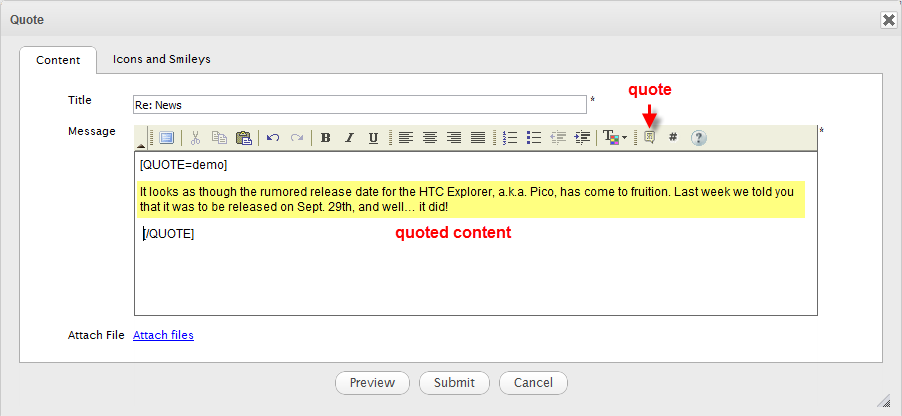 Quote
Content Icons and Smileys
quote
Title Re: News *
Message B I U T # ? *
[QUOTE=demo]
It looks as though the rumored release date for the HTC Explorer, a.k.a. Pico, has come to fruition. Last week we told you
that it was to be released on Sept. 29th, and well… it did!
[/QUOTE]
quoted content
Attach File Attach files
Preview Submit Cancel